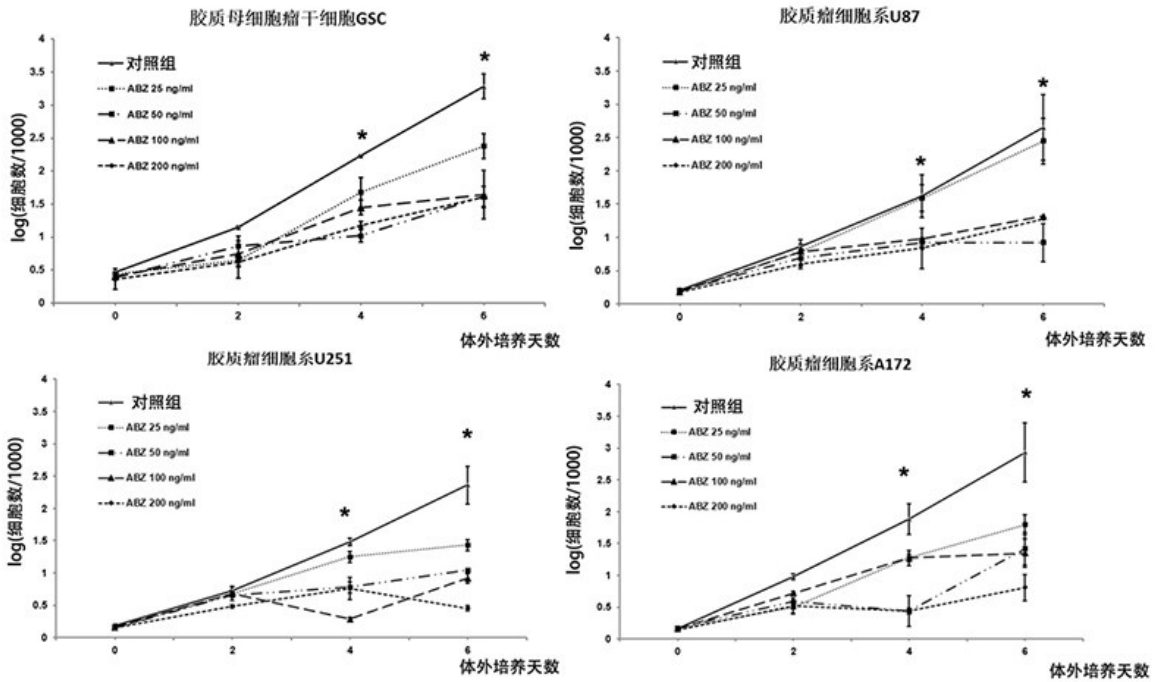 胶质母细胞瘤干细胞GSC
log(细胞数/1000)
4
3.5
3
2.5
2
1.5
1
0.5
0
对照组
ABZ 25 ng/ml
ABZ 50 ng/ml
ABZ 100 ng/ml
ABZ 200 ng/ml
*
*
0 2 4 6
体外培养天数
胶质瘤细胞系U87
log(细胞数/1000)
4
3.5
3
2.5
2
1.5
1
0.5
0
对照组
ABZ 25 ng/ml
ABZ 50 ng/ml
ABZ 100 ng/ml
ABZ 200 ng/ml
*
*
0 2 4 6
体外培养天数
胶质瘤细胞系U251
log(细胞数/1000)
4
3.5
3
2.5
2
1.5
1
0.5
0
对照组
ABZ 25 ng/ml
ABZ 50 ng/ml
ABZ 100 ng/ml
ABZ 200 ng/ml
*
*
0 2 4 6
体外培养天数
胶质瘤细胞系A172
log(细胞数/1000)
4
3.5
3
2.5
2
1.5
1
0.5
0
对照组
ABZ 25 ng/ml
ABZ 50 ng/ml
ABZ 100 ng/ml
ABZ 200 ng/ml
*
*
0 2 4 6
体外培养天数